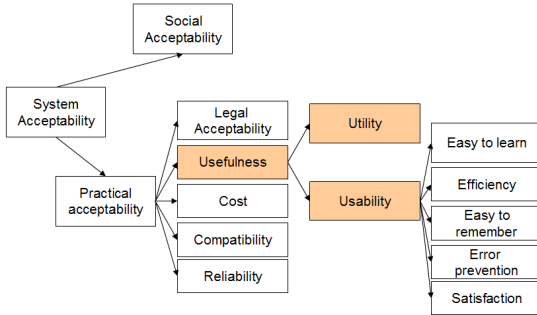 Social
Acceptability
System
Acceptability
Practical
acceptability
Legal
Acceptability
Usefulness
Cost
Compatibility
Reliability
Utility
Usability
Easy to learn
Efficiency
Easy to
remember
Error
prevention
Satisfaction